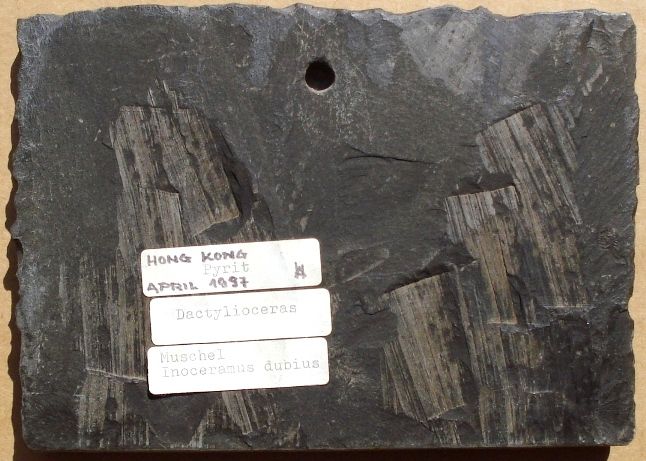 HONG KONG
Pyrit
APRIL 1997
Dactylioceras
Muschel
Inoceramus dubius